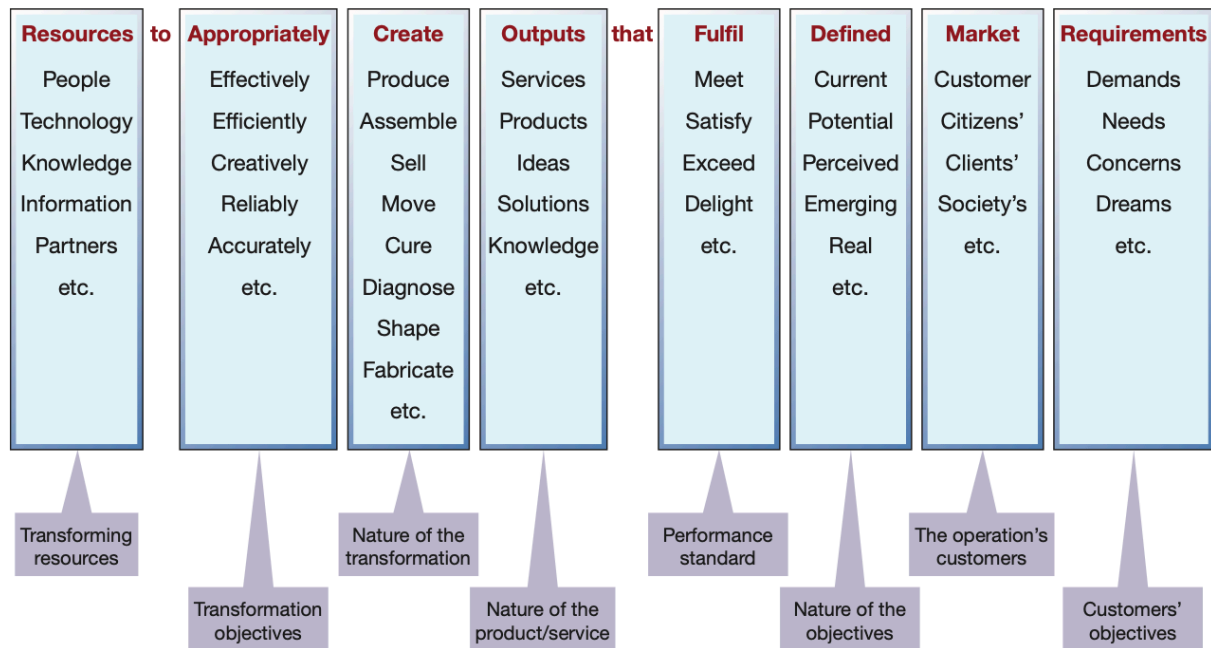 Resources to Appropriately Create Outputs that Fulfil Defined Market Requirements
People
Technology
Knowledge
Information
Partners
etc.
Effectively
Efficiently
Creatively
Reliably
Accurately
etc.
Produce
Assemble
Sell
Move
Cure
Diagnose
Shape
Fabricate
etc.
Services
Products
Ideas
Solutions
Knowledge
etc.
Meet
Satisfy
Exceed
Delight
etc.
Current
Potential
Perceived
Emerging
Real
etc.
Customer
Citizens’
Clients’
Society’s
etc.
Demands
Needs
Concerns
Dreams
etc.
Transforming
resources
Transformation
objectives
Nature of the
transformation
Nature of the
product/service
Performance
standard
Nature of the
objectives
The operation’s
customers
Customers’
objectives